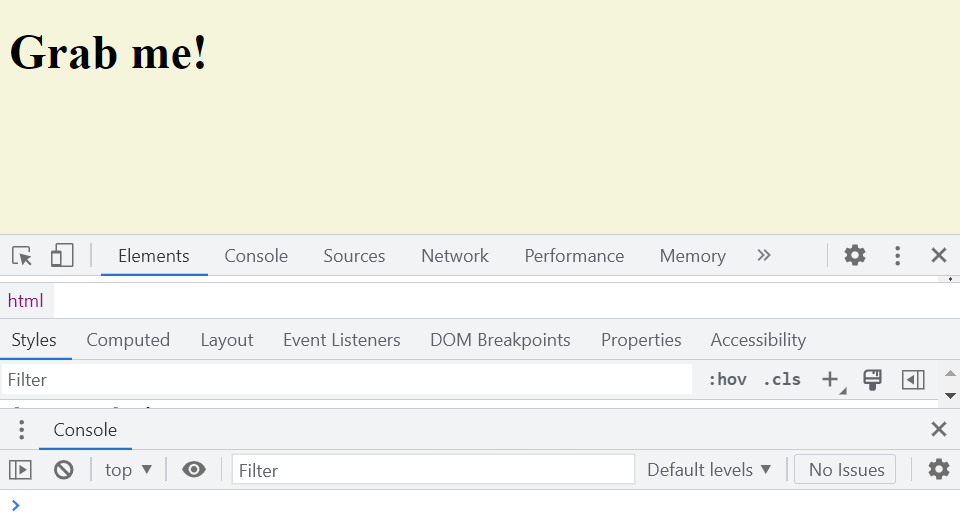 Grab me!
Elements Console Sources Network Performance Memory
html
Styles Computed Layout Event Listeners DOM Breakpoints Properties Accessibility
Filter :hov .cls
Console
top Filter Default levels No Issues